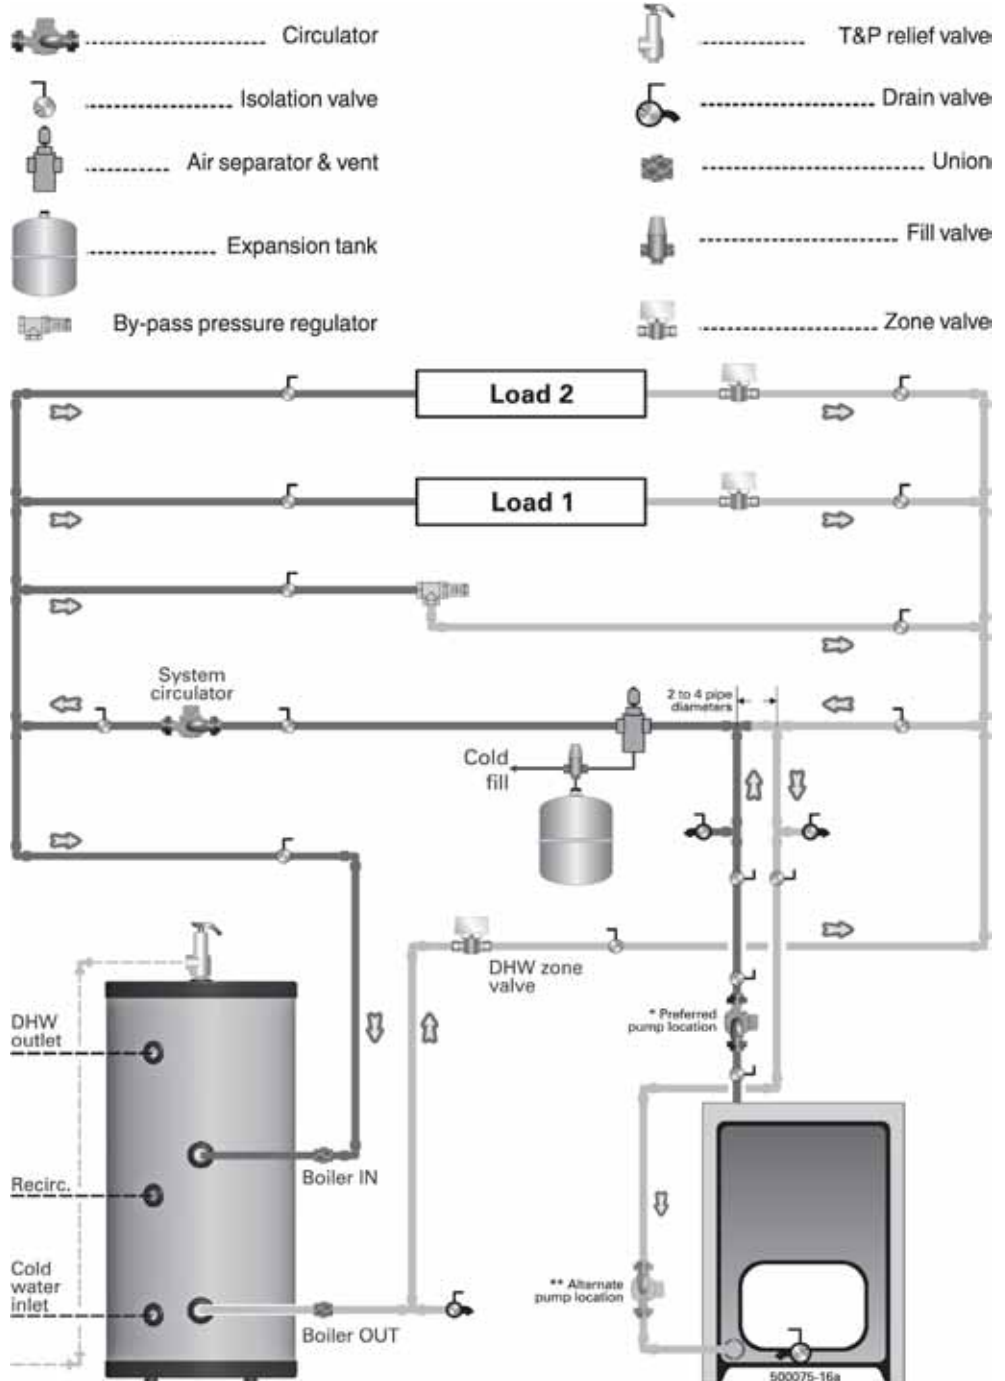 Circulator
T&P relief valve
Isolation valve
Drain valve
Air separator & vent
Union
Expansion tank
Fill valve
By-pass pressure regulator
Zone valve
Load 2
Load 1
System
circulator
2 to 4 pipe
diameters
Cold
fill
DHW zone
valve
DHW
outlet
* Preferred
pump location
Boiler IN
Recirc.
Cold
water
inlet
** Alternate
pump location
Boiler OUT
500075-16a